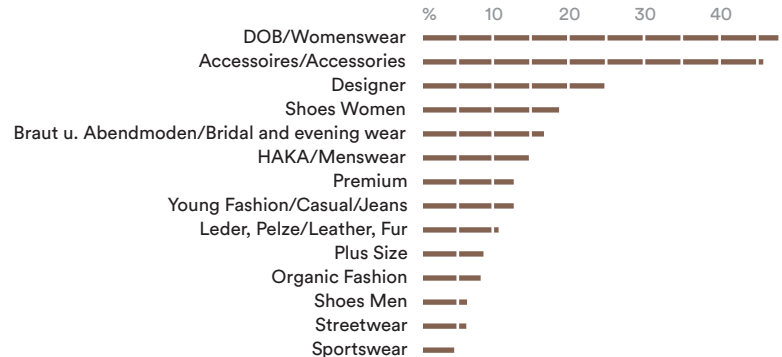 % 10 20 30 40
DOB/Womenswear
Accessoires/Accessories
Designer
Shoes Women
Braut u. Abendmoden/Bridal and evening wear
HAKA/Menswear
Premium
Young Fashion/Casual/Jeans
Leder, Pelze/Leather, Fur
Plus Size
Organic Fashion
Shoes Men
Streetwear
Sportswear